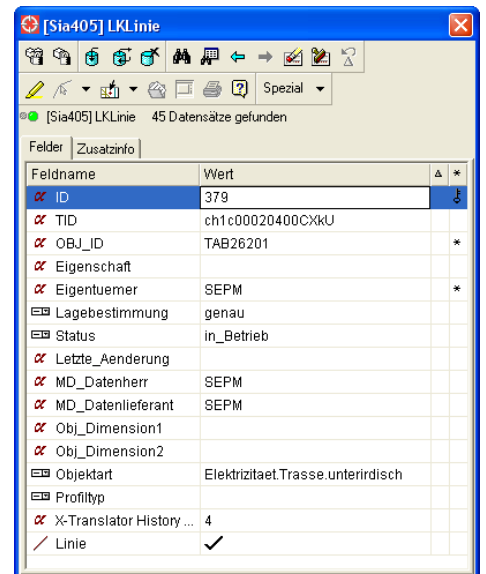 [Sia405] LKLinie
Spezial
[Sia405] LKLinie 45 Datensätze gefunden
Felder Zusatzinfo
Feldname Wert Δ *
α ID 379
α TID ch1c00020400CXkU
α OBJ_ID TAB26201 *
α Eigenschaft
α Eigentuemer SEPM *
Lagebestimmung genau
Status in_Betrieb
α Letzte_Aenderung
α MD_Datenherr SEPM
α MD_Datenlieferant SEPM
α Obj_Dimension1
α Obj_Dimension2
Objektart Elektrizitaet.Trasse.unterirdisch
Profiltyp
α X-Translator History ... 4
Linie ✓